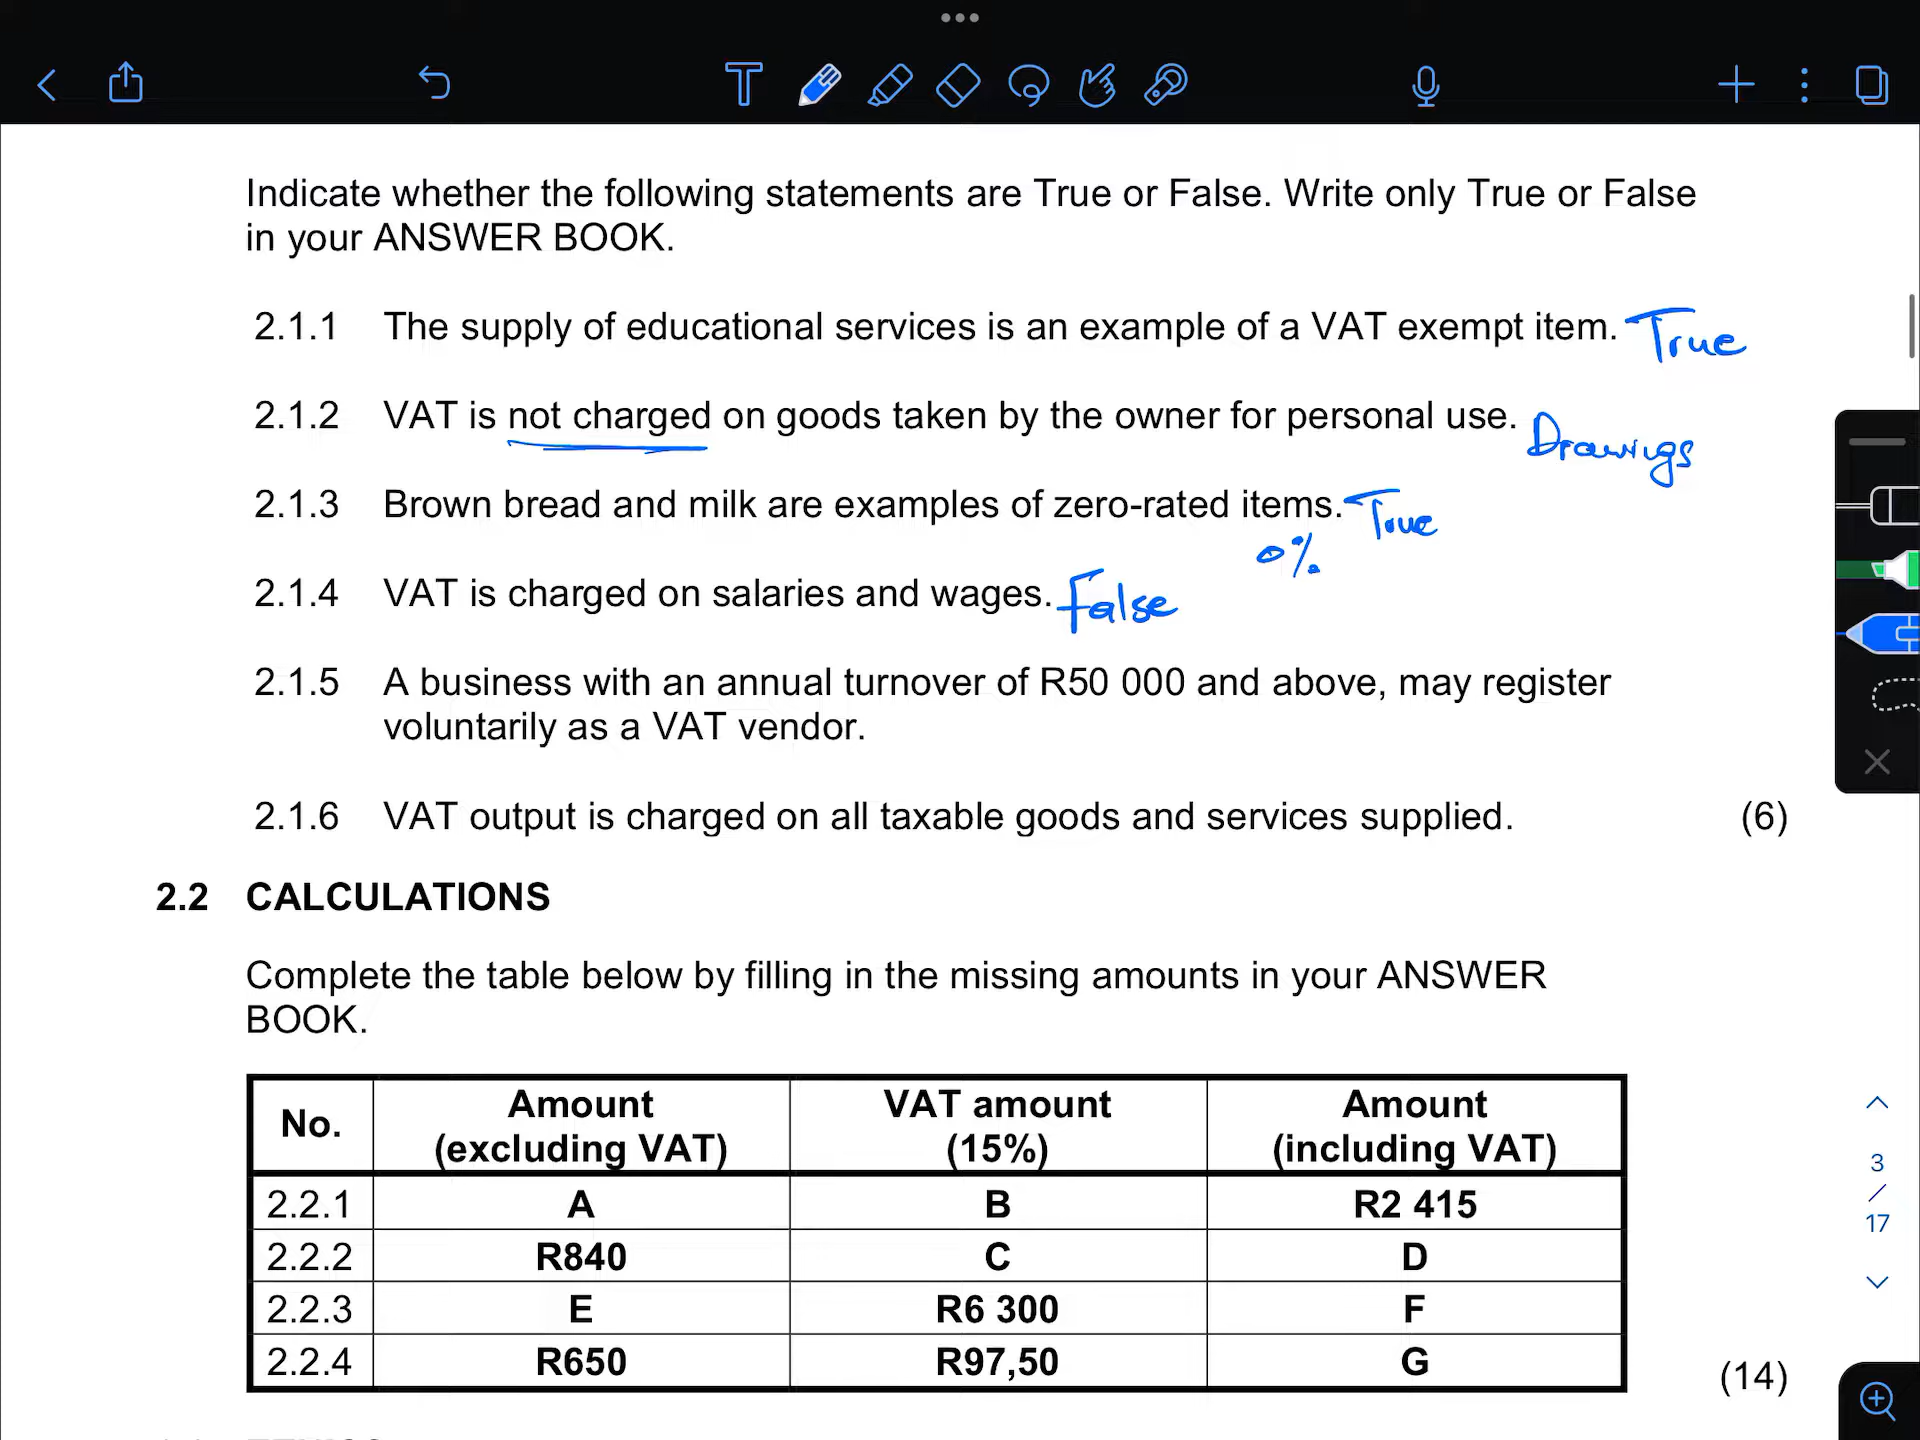 Indicate whether the following statements are True or False. Write only True or False
in your ANSWER BOOK.
2.1.1 The supply of educational services is an example of a VAT exempt item. True
2.1.2 VAT is not charged on goods taken by the owner for personal use. Drawings
2.1.3 Brown bread and milk are examples of zero-rated items. True
0%
2.1.4 VAT is charged on salaries and wages. False
2.1.5 A business with an annual turnover of R50 000 and above, may register
voluntarily as a VAT vendor.
2.1.6 VAT output is charged on all taxable goods and services supplied. (6)
2.2 CALCULATIONS
Complete the table below by filling in the missing amounts in your ANSWER
BOOK.
No. Amount (excluding VAT) VAT amount (15%) Amount (including VAT)
2.2.1 A B R2 415
2.2.2 R840 C D
2.2.3 E R6 300 F
2.2.4 R650 R97,50 G
(14)
3
/
17